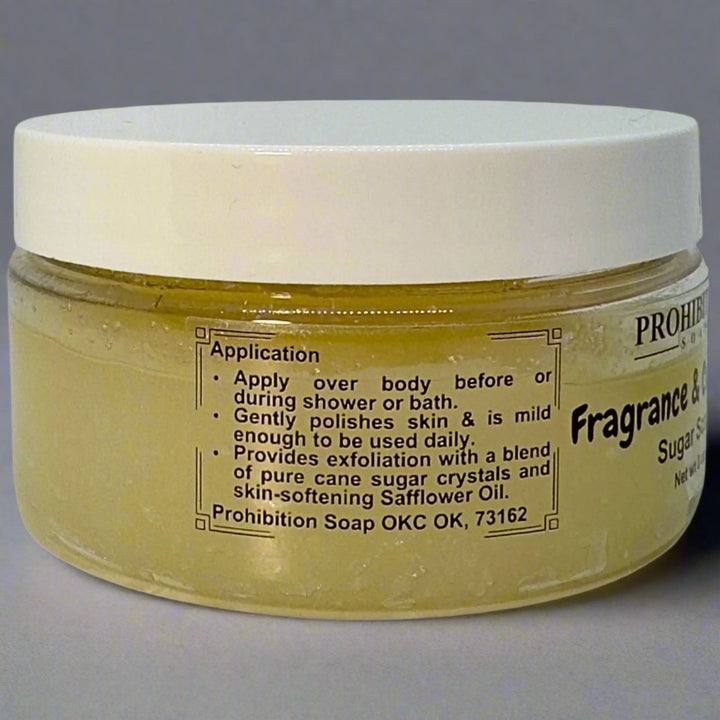 Application
• Apply over body before or
during shower or bath.
• Gently polishes skin & is mild
enough to be used daily.
• Provides exfoliation with a blend
of pure cane sugar crystals and
skin-softening Safflower Oil.
Prohibition Soap OKC OK, 73162
Fragrance &
Sugar
Net wt